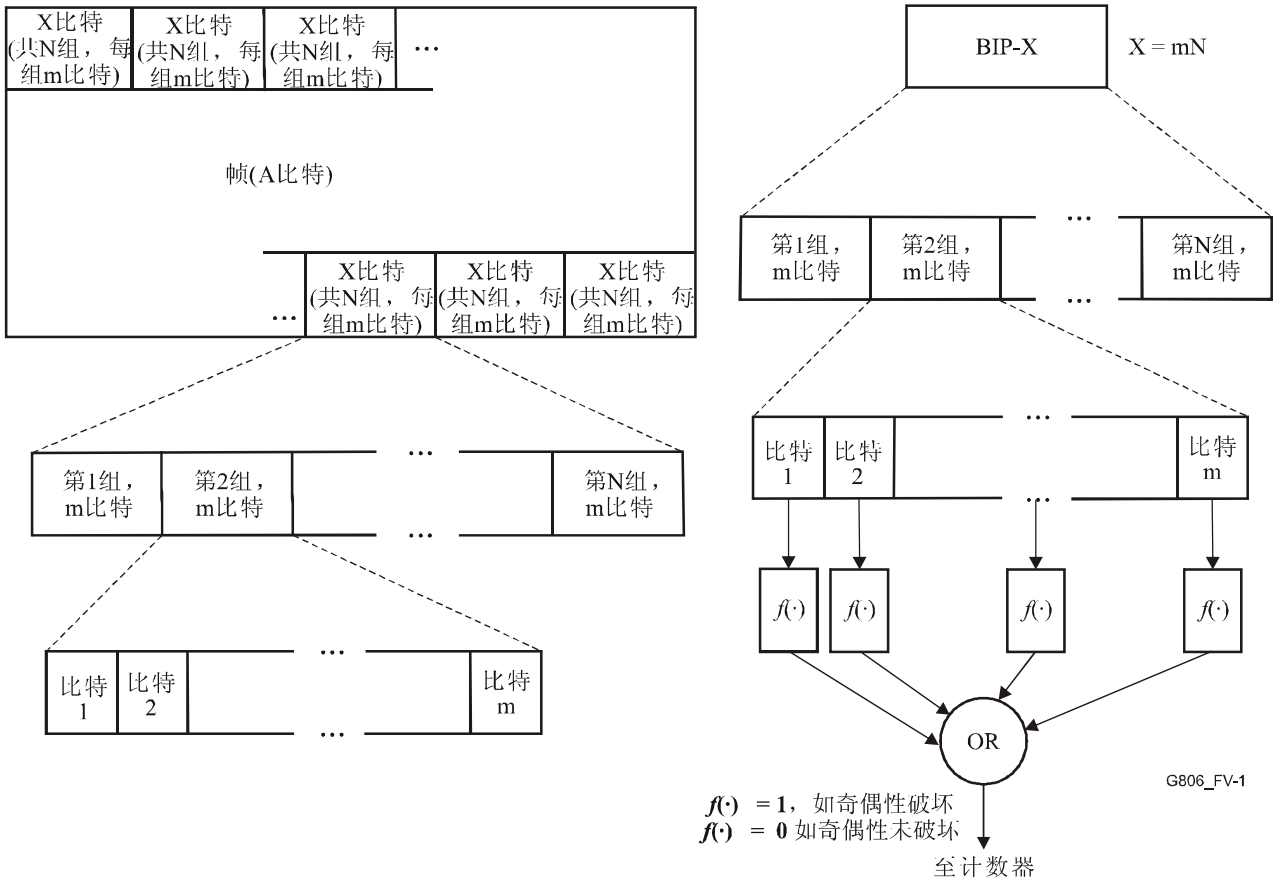 X比特
(共N组，每
组m比特)
X比特
(共N组，每
组m比特)
X比特
(共N组，每
组m比特)
...
帧(A比特)
...
X比特
(共N组，每
组m比特)
X比特
(共N组，每
组m比特)
X比特
(共N组，每
组m比特)
第1组，
m比特
第2组，
m比特
...
...
第N组，
m比特
比特
1
比特
2
...
...
比特
m
BIP-X
X = mN
第1组，
m比特
第2组，
m比特
...
...
第N组，
m比特
比特
1
比特
2
...
...
比特
m
f(·)
f(·)
f(·)
f(·)
OR
G806_FV-1
f(·) = 1，如奇偶性破坏
f(·) = 0 如奇偶性未破坏
至计数器